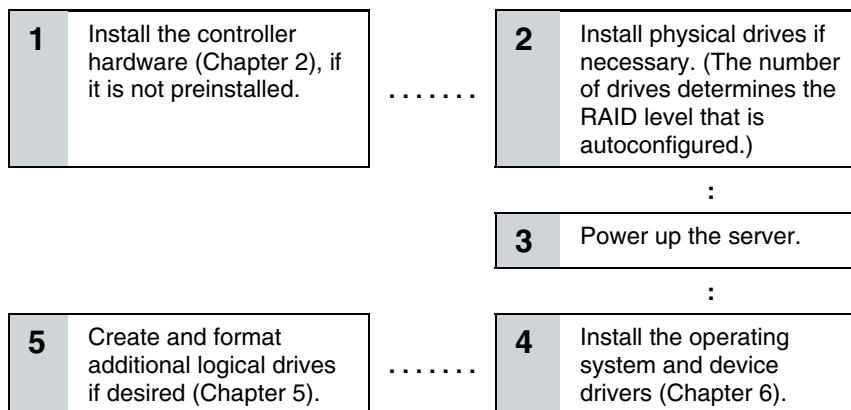 1
Install the controller
hardware (Chapter 2), if
it is not preinstalled.
.......
2
Install physical drives if
necessary. (The number
of drives determines the
RAID level that is
autoconfigured.)
:
3
Power up the server.
:
4
Install the operating
system and device
drivers (Chapter 6).
.......
5
Create and format
additional logical drives
if desired (Chapter 5).